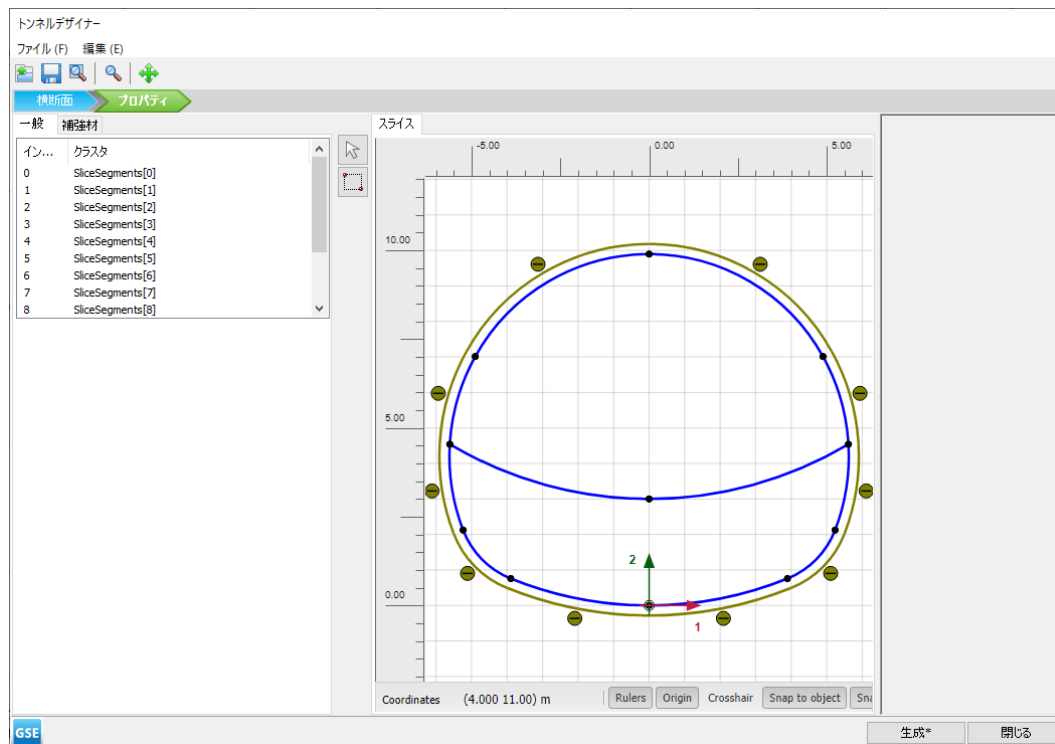 トンネルデザイナー
ファイル (F) 編集 (E)
横断面 プロパティ
一般 補強材
イン... クラスタ
0 SliceSegments[0]
1 SliceSegments[1]
2 SliceSegments[2]
3 SliceSegments[3]
4 SliceSegments[4]
5 SliceSegments[5]
6 SliceSegments[6]
7 SliceSegments[7]
8 SliceSegments[8]
スライス
-5.00 0.00 5.00
10.00
5.00
0.00
2
1
Coordinates (4.000 11.00) m Rulers Origin Crosshair Snap to object Sna
GSE 生成* 閉じる